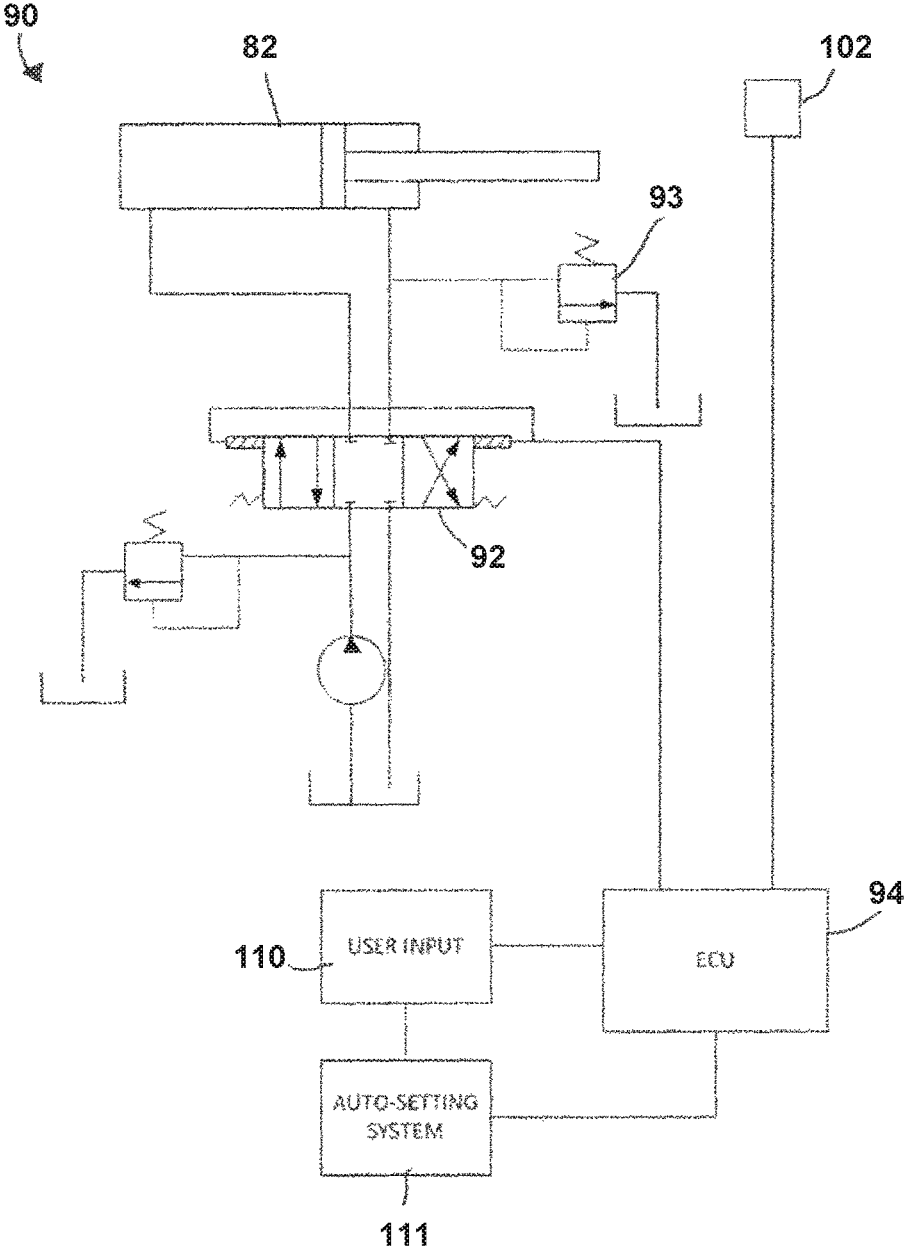 90
82
102
93
92
94
USER INPUT
110
ECU
AUTO-SETTING
SYSTEM
111